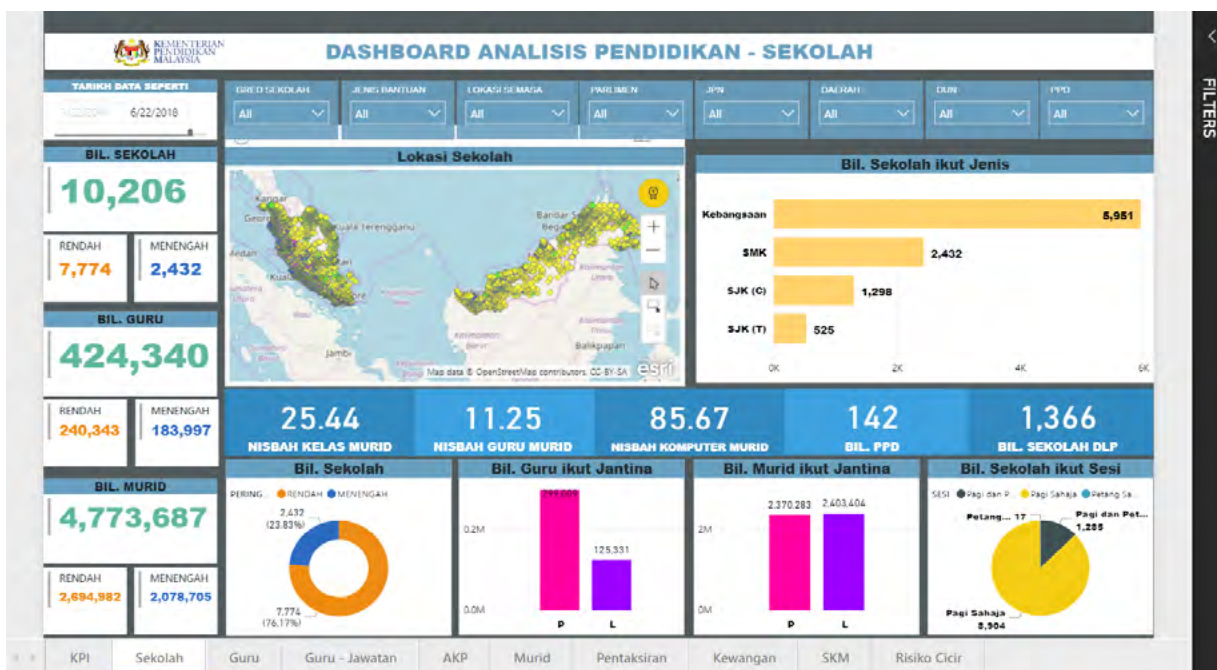 KEMENTERIAN
PENDIDIKAN
MALAYSIA
DASHBOARD ANALISIS PENDIDIKAN - SEKOLAH
FILTERS
TARIKH DATA SEPERTI
6/22/2018
GRED SEKOLAH
All
JENIS BANTUAN
All
LOKASI SEMASA
All
PARLIMEN
All
JPN
All
DAERAH
All
DUN
All
PPD
All
BIL. SEKOLAH
10,206
RENDAH
7,774
MENENGAH
2,432
BIL. GURU
424,340
RENDAH
240,343
MENENGAH
183,997
BIL. MURID
4,773,687
RENDAH
2,694,982
MENENGAH
2,078,705
Lokasi Sekolah
Kangar
Kuala Terengganu
Jambi
Balikpapan
Map data © OpenStreetMap contributors, CC-BY-SA
esri
Bil. Sekolah ikut Jenis
Kebangsaan
5,951
SMK
2,432
SJK (C)
1,298
SJK (T)
525
0K
2K
4K
6K
25.44
NISBAH KELAS MURID
11.25
NISBAH GURU MURID
85.67
NISBAH KOMPUTER MURID
142
BIL. PPD
1,366
BIL. SEKOLAH DLP
Bil. Sekolah
PERING...
RENDAH
MENENGAH
2,432
(23.83%)
7,774
(76.17%)
Bil. Guru ikut Jantina
299,009
0.2M
125,331
0.0M
P
L
Bil. Murid ikut Jantina
2,370,283
2,403,404
2M
0M
P
L
Bil. Sekolah ikut Sesi
SESI
Pagi dan P...
Pagi Sahaja
Petang Sa...
Petang... 17
Pagi dan Pet...
1,285
Pagi Sahaja
8,904
KPI
Sekolah
Guru
Guru - Jawatan
AKP
Murid
Pentaksiran
Kewangan
SKM
Risiko Cicir